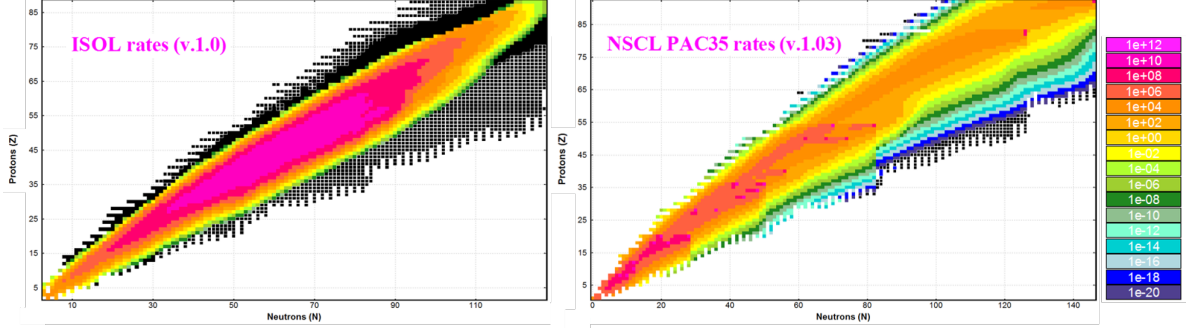 ISOL rates (v.1.0)
Protons (Z)
85
75
65
55
45
35
25
15
5
10
30
50
70
90
110
Neutrons (N)
NSCL PAC35 rates (v.1.03)
Protons (Z)
85
75
65
55
45
35
25
15
5
0
20
40
60
80
100
120
140
Neutrons (N)
1e+12
1e+10
1e+08
1e+06
1e+04
1e+02
1e+00
1e-02
1e-04
1e-06
1e-08
1e-10
1e-12
1e-14
1e-16
1e-18
1e-20